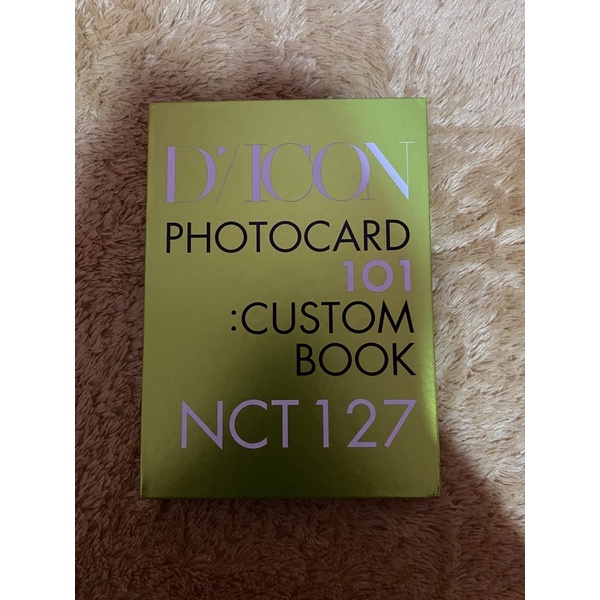 D'/ICON
PHOTOCARD
101
:CUSTOM
BOOK
NCT 127